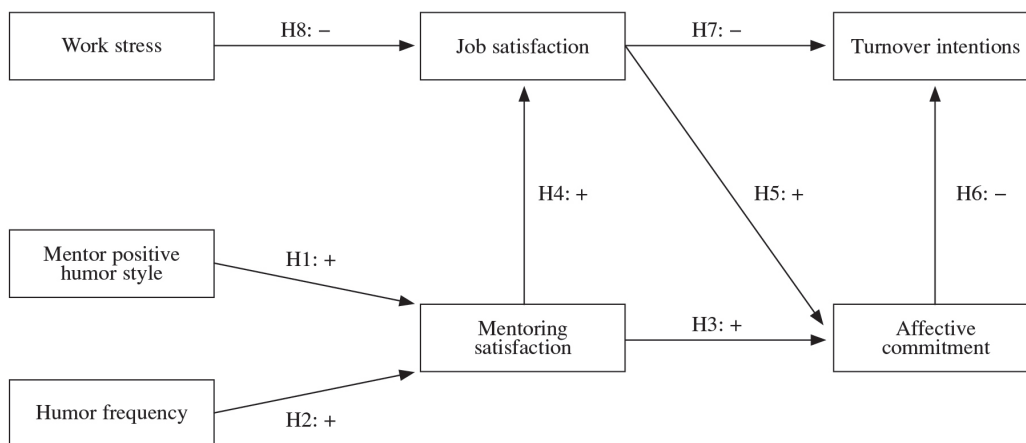 Work stress
H8: −
Job satisfaction
H7: −
Turnover intentions
H4: +
H5: +
H6: −
Mentor positive
humor style
H1: +
Mentoring
satisfaction
H3: +
Affective
commitment
Humor frequency
H2: +